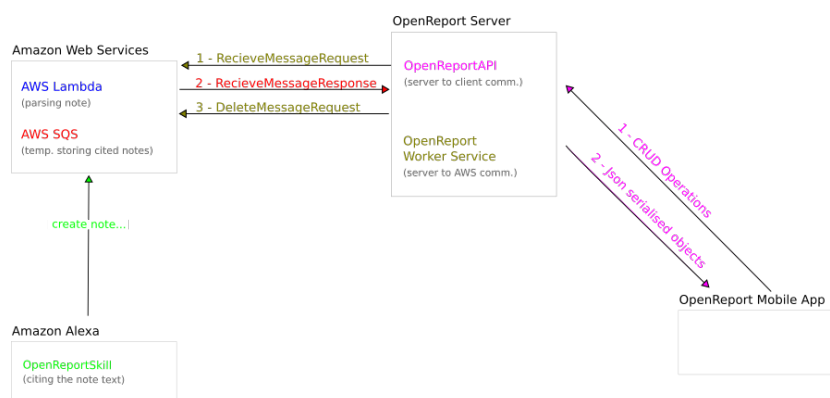 OpenReport Server
Amazon Web Services
1 - RecieveMessageRequest
OpenReportAPI
(server to client comm.)
AWS Lambda
(parsing note)
2 - RecieveMessageResponse
3 - DeleteMessageRequest
AWS SQS
(temp. storing cited notes)
OpenReport
Worker Service
(server to AWS comm.)
1 - CRUD Operations
2 - Json serialised objects
create note...|
OpenReport Mobile App
Amazon Alexa
OpenReportSkill
(citing the note text)